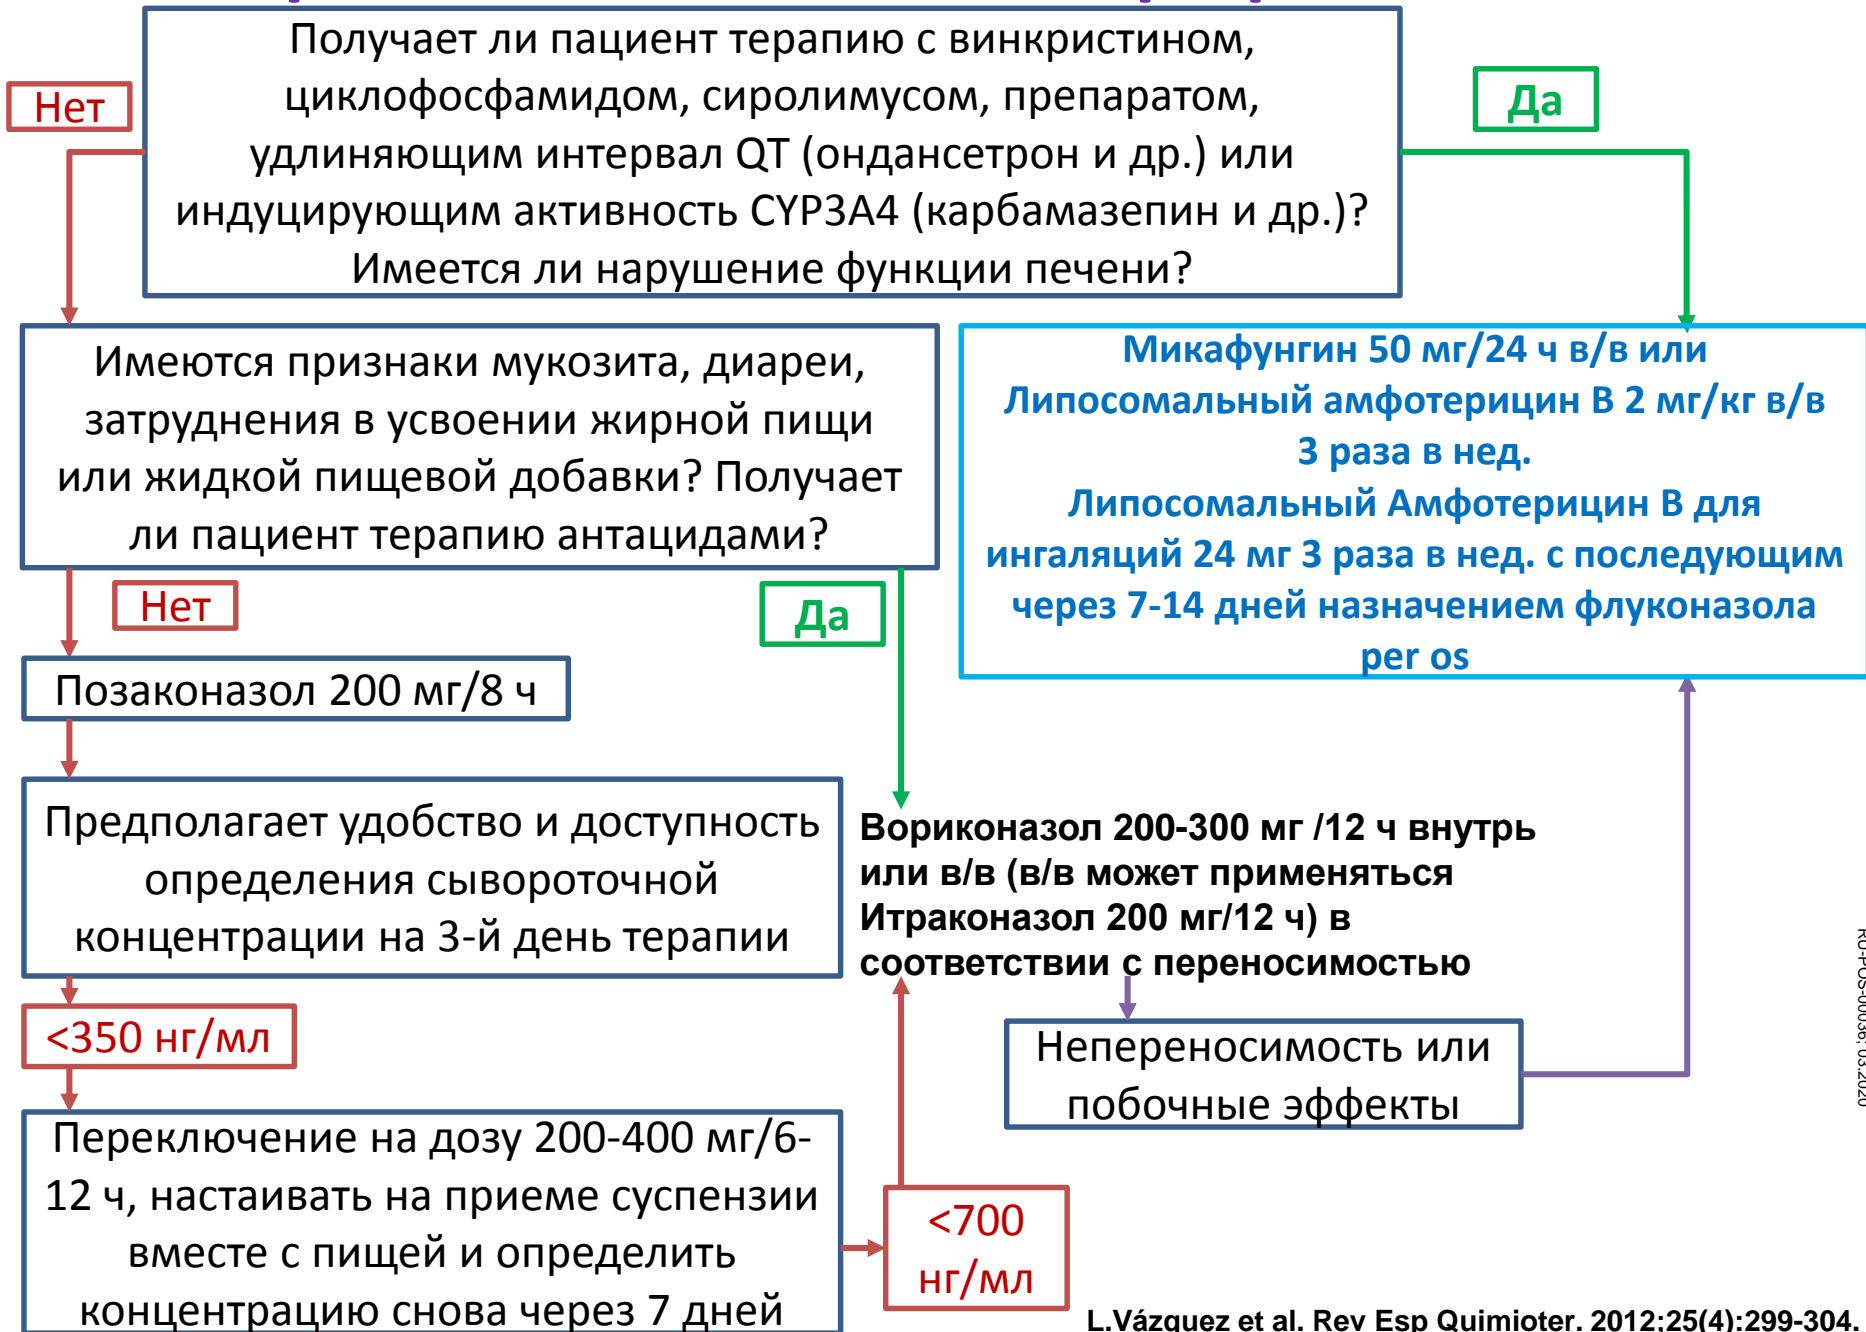 Получает ли пациент терапию с винкристином,
циклофосфамидом, сиролимусом, препаратом,
удлиняющим интервал QT (ондансетрон и др.) или
индуцирующим активность CYP3A4 (карбамазепин и др.)?
Имеется ли нарушение функции печени?
Нет
Да
Имеются признаки мукозита, диареи,
затруднения в усвоении жирной пищи
или жидкой пищевой добавки? Получает
ли пациент терапию антацидами?
Микафунгин 50 мг/24 ч в/в или
Липосомальный амфотерицин В 2 мг/кг в/в
3 раза в нед.
Липосомальный Амфотерицин В для
ингаляций 24 мг 3 раза в нед. с последующим
через 7-14 дней назначением флуконазола
per os
Нет
Да
Позаконазол 200 мг/8 ч
Предполагает удобство и доступность
определения сывороточной
концентрации на 3-й день терапии
Вориконазол 200-300 мг /12 ч внутрь
или в/в (в/в может применяться
Итраконазол 200 мг/12 ч) в
соответствии с переносимостью
<350 нг/мл
Непереносимость или
побочные эффекты
Переключение на дозу 200-400 мг/6-
12 ч, настаивать на приеме суспензии
вместе с пищей и определить
концентрацию снова через 7 дней
<700
нг/мл
RU-POS-00036; 03.2020
L.Vázquez et al. Rev Esp Quimioter. 2012;25(4):299-304.